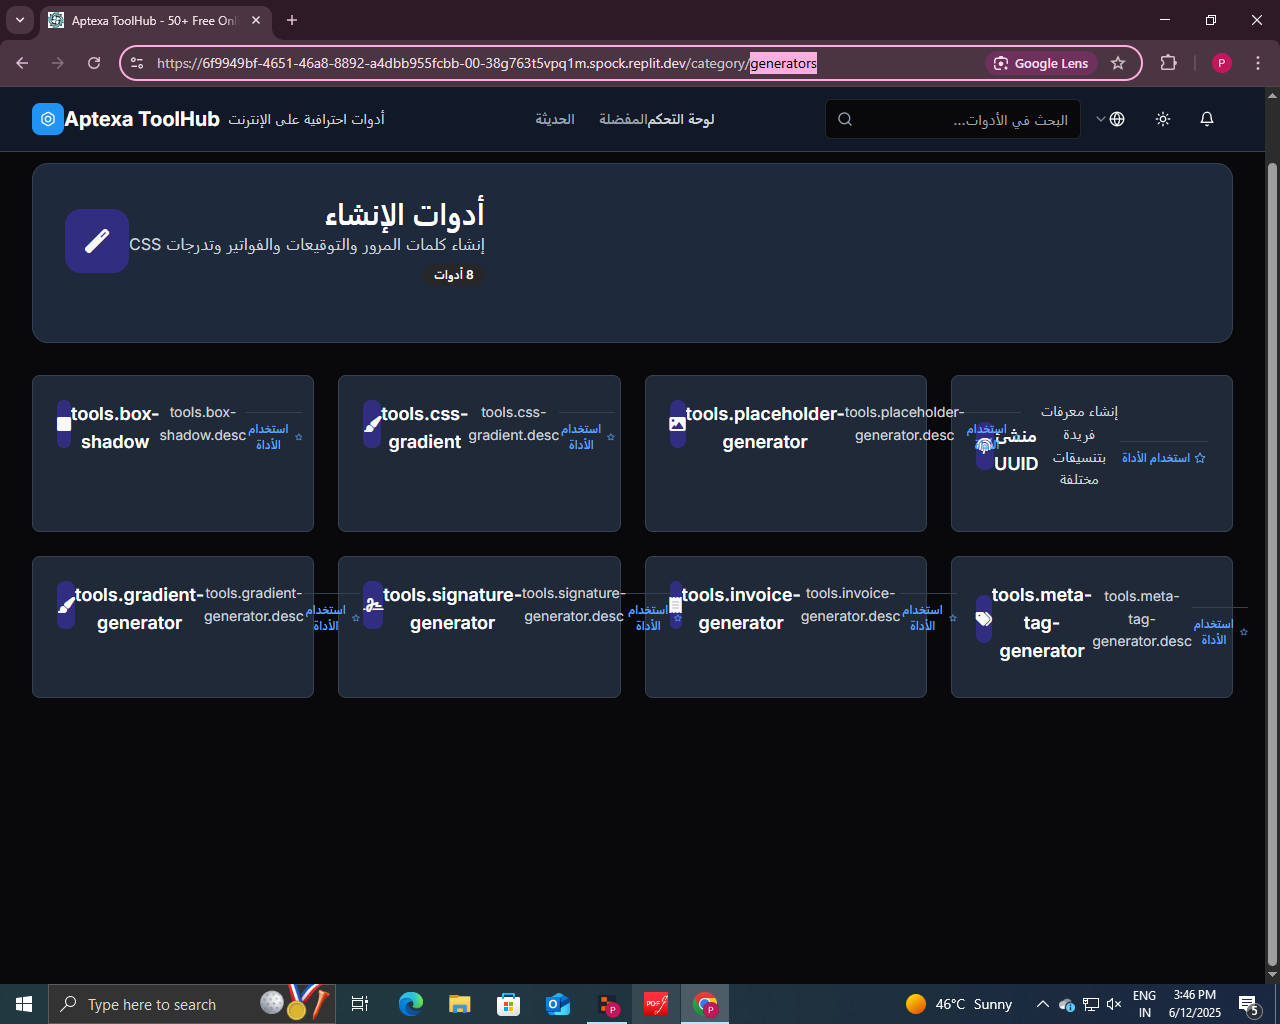 Aptexa ToolHub - 50+ Free Onl
https://6f9949bf-4651-46a8-8892-a4dbb955fcbb-00-38g763t5vpq1m.spock.replit.dev/category/generators
Google Lens
P
Aptexa ToolHub
أدوات احترافية على الإنترنت
لوحة التحكم
المفضلة
الحديثة
البحث في الأدوات...
أدوات الإنشاء
إنشاء كلمات المرور والتوقيعات والفواتير وتدرجات CSS
8 أدوات
tools.box-
shadow
tools.box-
shadow.desc
استخدام
الأداة
tools.css-
gradient
tools.css-
gradient.desc
استخدام
الأداة
tools.placeholder-
generator
tools.placeholder-
generator.desc
استخدام
الأداة
منشئ
UUID
إنشاء معرفات
فريدة
بتنسيقات
مختلفة
استخدام الأداة
tools.gradient-
generator
tools.gradient-
generator.desc
استخدام
الأداة
tools.signature-
generator
tools.signature-
generator.desc
استخدام
الأداة
tools.invoice-
generator
tools.invoice-
generator.desc
استخدام
الأداة
tools.meta-
tag-
generator
tools.meta-
tag-
generator.desc
استخدام
الأداة
Type here to search
P
PDF
P
46°C Sunny
ENG
IN
3:46 PM
6/12/2025
5